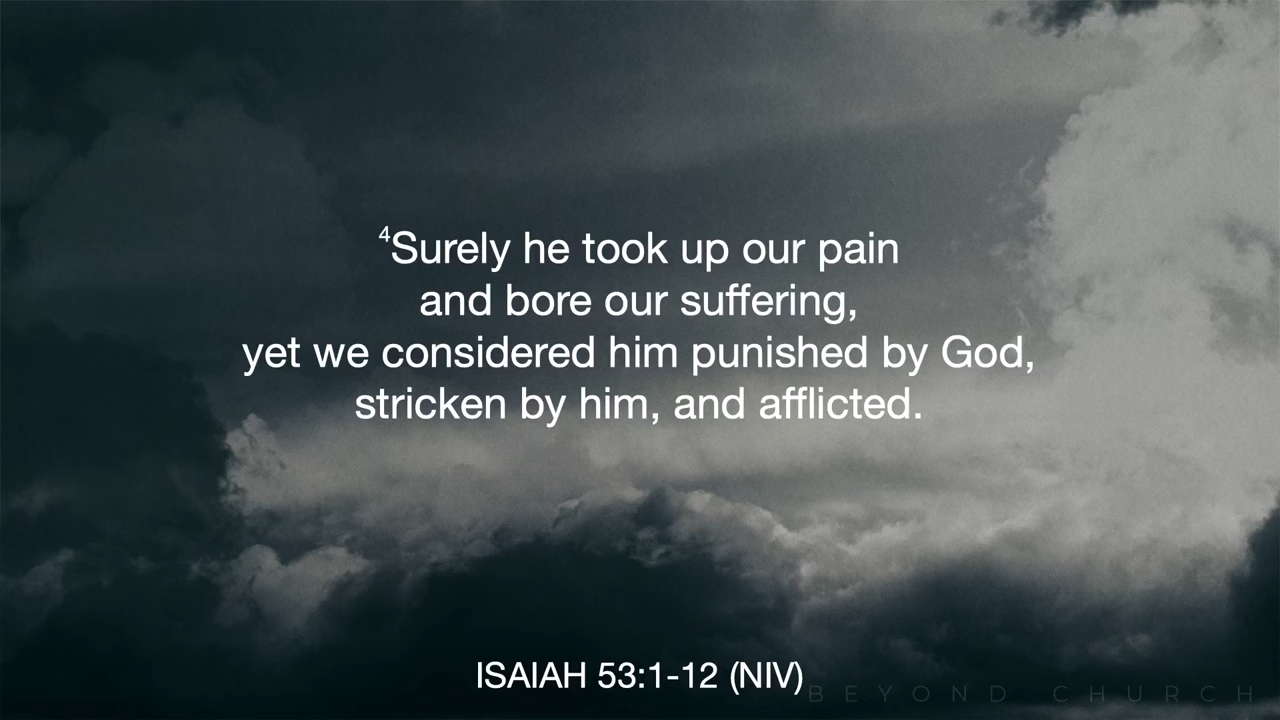 ⁴Surely he took up our pain
and bore our suffering,
yet we considered him punished by God,
stricken by him, and afflicted.
ISAIAH 53:1-12 (NIV)
BEYOND CHURCH